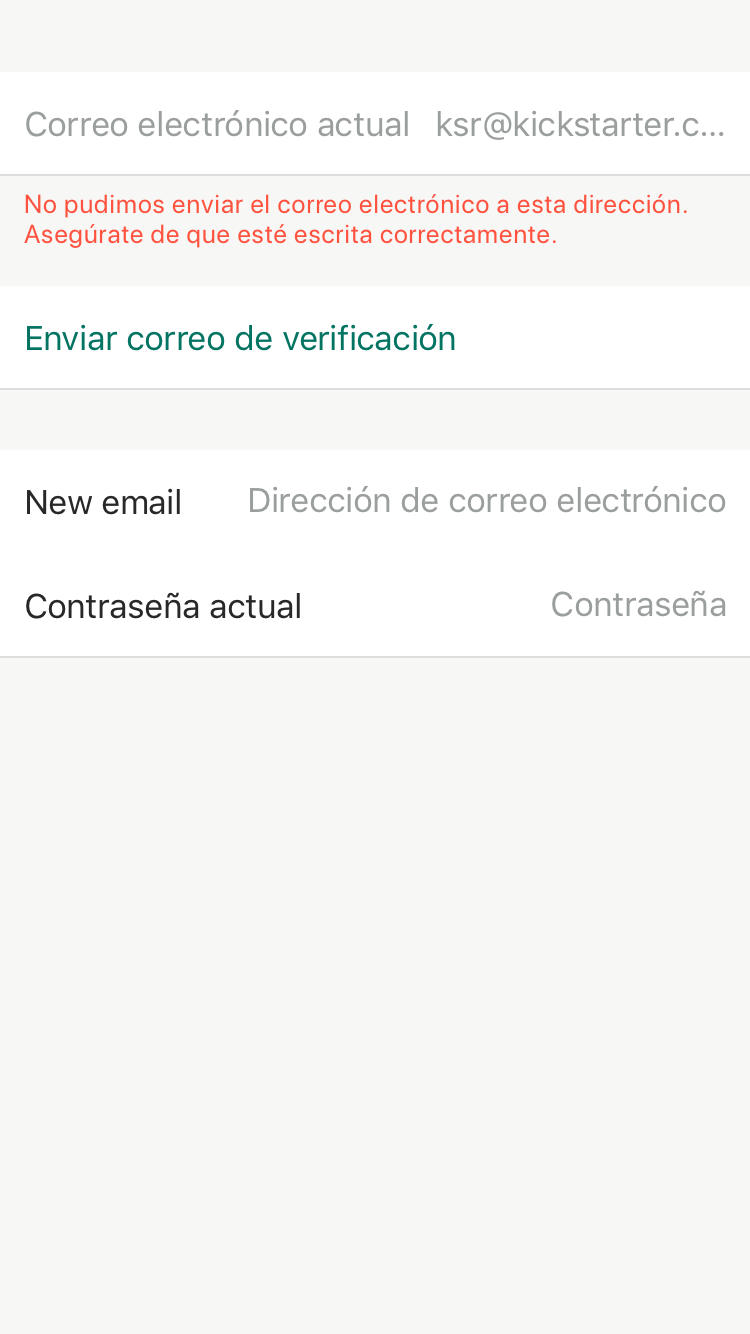 Correo electrónico actual ksr@kickstarter.c...
No pudimos enviar el correo electrónico a esta dirección.
Asegúrate de que esté escrita correctamente.
Enviar correo de verificación
New email Dirección de correo electrónico
Contraseña actual Contraseña